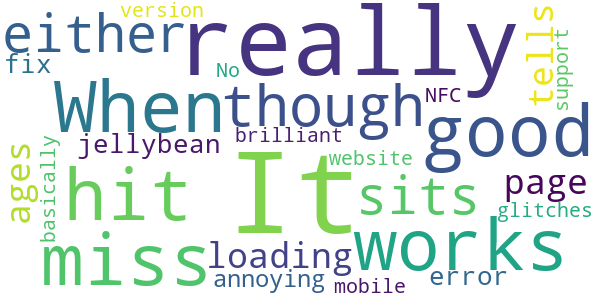 version
either
really
tells
fix
No
support
When
though
NFC
good
jellybean
brilliant
ages
basically
It
website
hit
sits
page
glitches
miss
loading
works
annoying
error
mobile